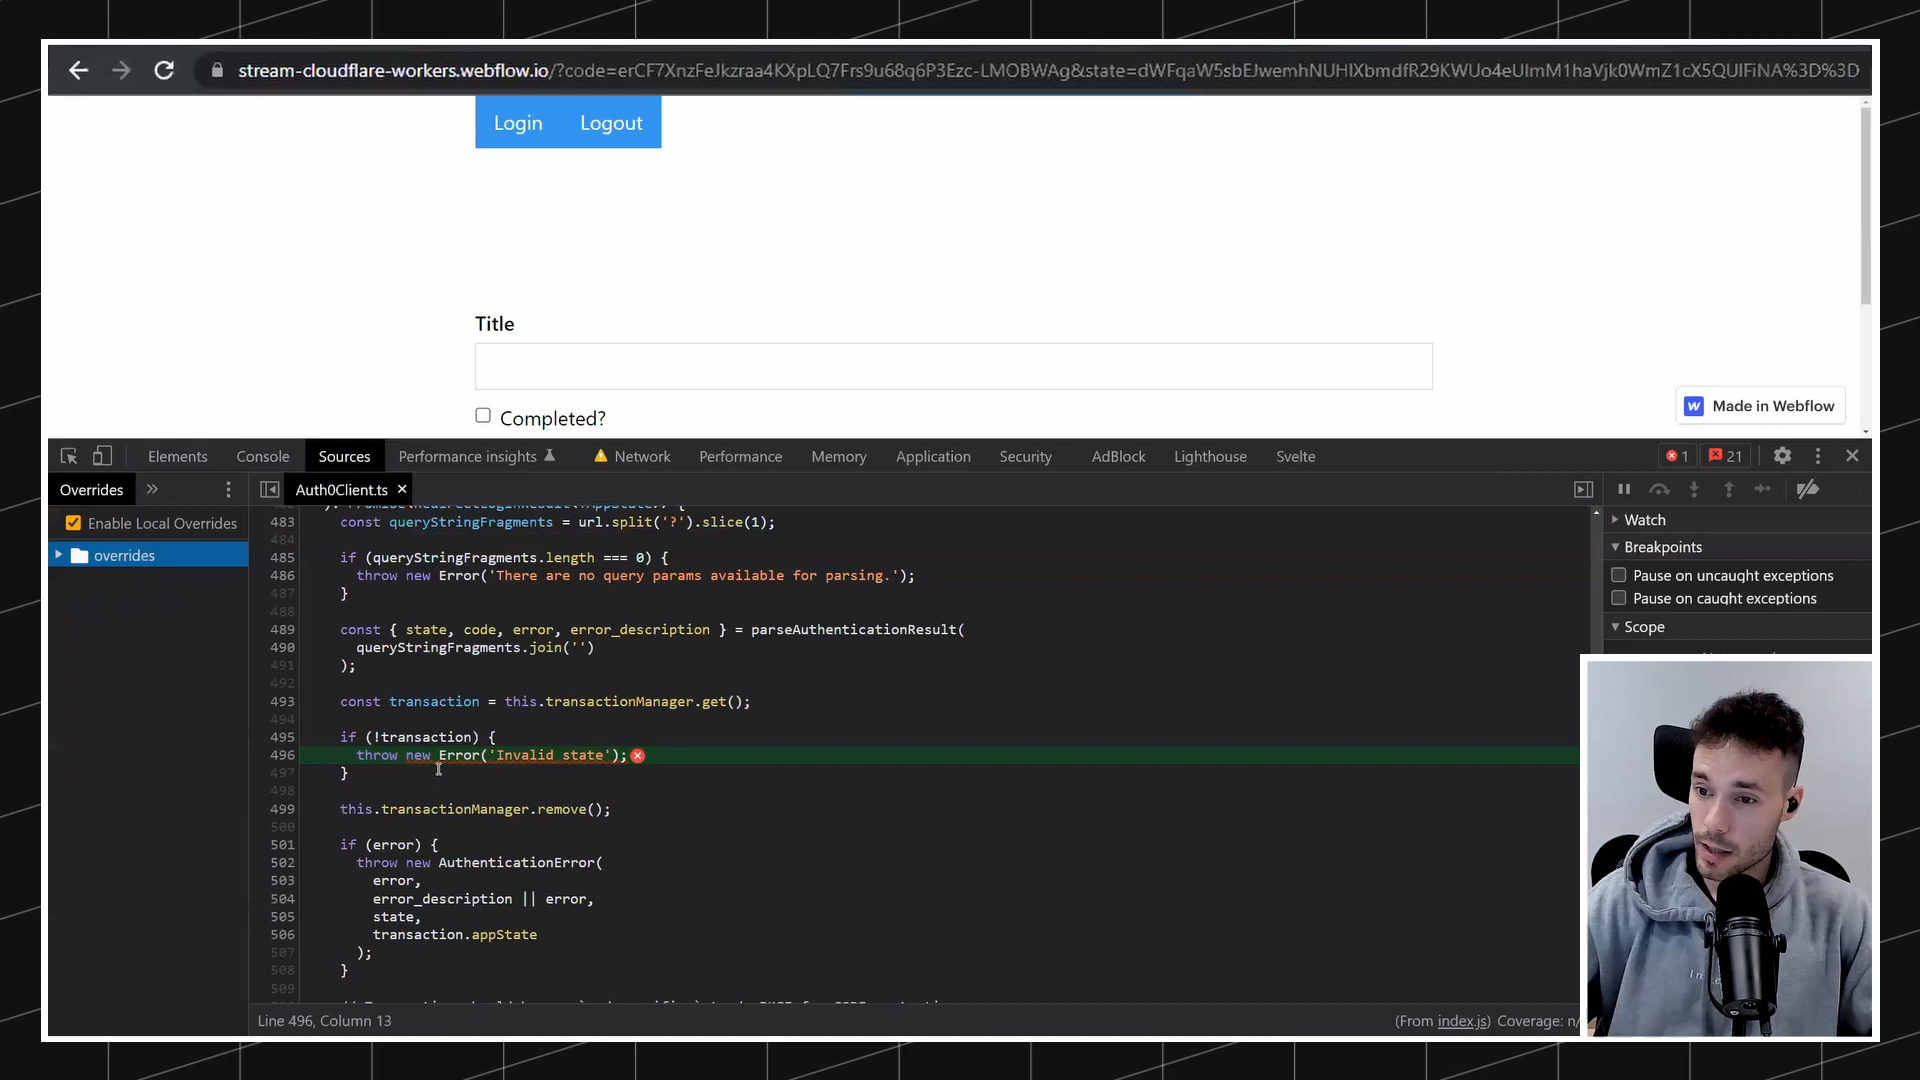 stream-cloudflare-workers.webflow.io/?code=erCF7XnzFeJkzraa4KXpLQ7Frs9u68q6P3Ezc-LMOBWAg&state=dWFqaW5sbEJwemhNUHlXbmdfR29KWUo4eUlmM1haVjk0WmZ1cX5QUlFiNA%3D%3D
Login Logout
Title
Completed?
Made in Webflow
Elements Console Sources Performance insights Network Performance Memory Application Security AdBlock Lighthouse Svelte 1 21
Overrides Auth0Client.ts
Enable Local Overrides
overrides
483 const queryStringFragments = url.split('?').slice(1);
484
485 if (queryStringFragments.length === 0) {
486 throw new Error('There are no query params available for parsing.');
487 }
488
489 const { state, code, error, error_description } = parseAuthenticationResult(
490 queryStringFragments.join('')
491 );
492
493 const transaction = this.transactionManager.get();
494
495 if (!transaction) {
496 throw new Error('Invalid state');
497 }
498
499 this.transactionManager.remove();
500
501 if (error) {
502 throw new AuthenticationError(
503 error,
504 error_description || error,
505 state,
506 transaction.appState
507 );
508 }
509
Watch
Breakpoints
Pause on uncaught exceptions
Pause on caught exceptions
Scope
Line 496, Column 13
(From index.js) Coverage: n/